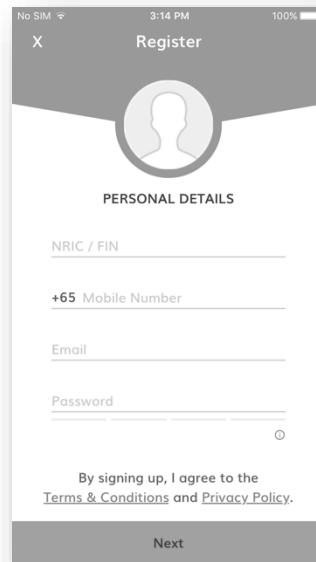 No SIM 3:14 PM 100%
X Register
PERSONAL DETAILS
NRIC / FIN
+65 Mobile Number
Email
Password
By signing up, I agree to the
Terms & Conditions and Privacy Policy.
Next